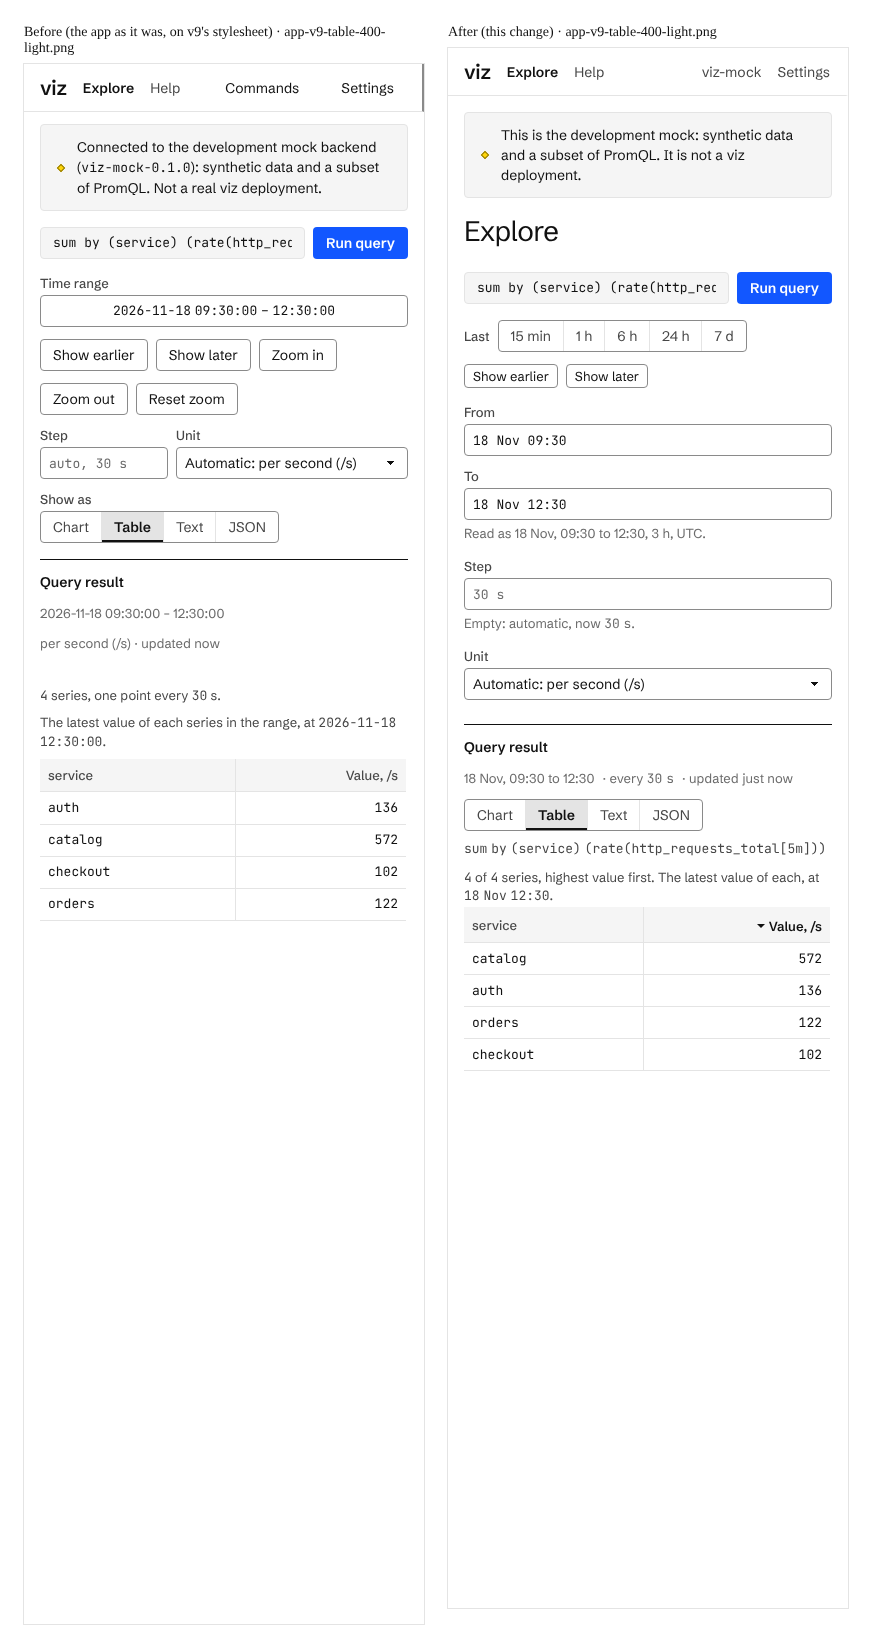 Before (the app as it was, on v9's stylesheet) · app-v9-table-400-
light.png
viz Explore Help Commands Settings
Connected to the development mock backend
(viz-mock-0.1.0): synthetic data and a subset
of PromQL. Not a real viz deployment.
sum by (service) (rate(http_req Run query
Time range
2026-11-18 09:30:00 – 12:30:00
Show earlier Show later Zoom in
Zoom out Reset zoom
Step Unit
auto, 30 s Automatic: per second (/s)
Show as
Chart Table Text JSON
Query result
2026-11-18 09:30:00 – 12:30:00
per second (/s) · updated now
4 series, one point every 30 s.
The latest value of each series in the range, at 2026-11-18
12:30:00.
service Value, /s
auth 136
catalog 572
checkout 102
orders 122
After (this change) · app-v9-table-400-light.png
viz Explore Help viz-mock Settings
This is the development mock: synthetic data
and a subset of PromQL. It is not a viz
deployment.
Explore
sum by (service) (rate(http_req Run query
Last 15 min 1 h 6 h 24 h 7 d
Show earlier Show later
From
18 Nov 09:30
To
18 Nov 12:30
Read as 18 Nov, 09:30 to 12:30, 3 h, UTC.
Step
30 s
Empty: automatic, now 30 s.
Unit
Automatic: per second (/s)
Query result
18 Nov, 09:30 to 12:30 · every 30 s · updated just now
Chart Table Text JSON
sum by (service) (rate(http_requests_total[5m]))
4 of 4 series, highest value first. The latest value of each, at
18 Nov 12:30.
service Value, /s
catalog 572
auth 136
orders 122
checkout 102